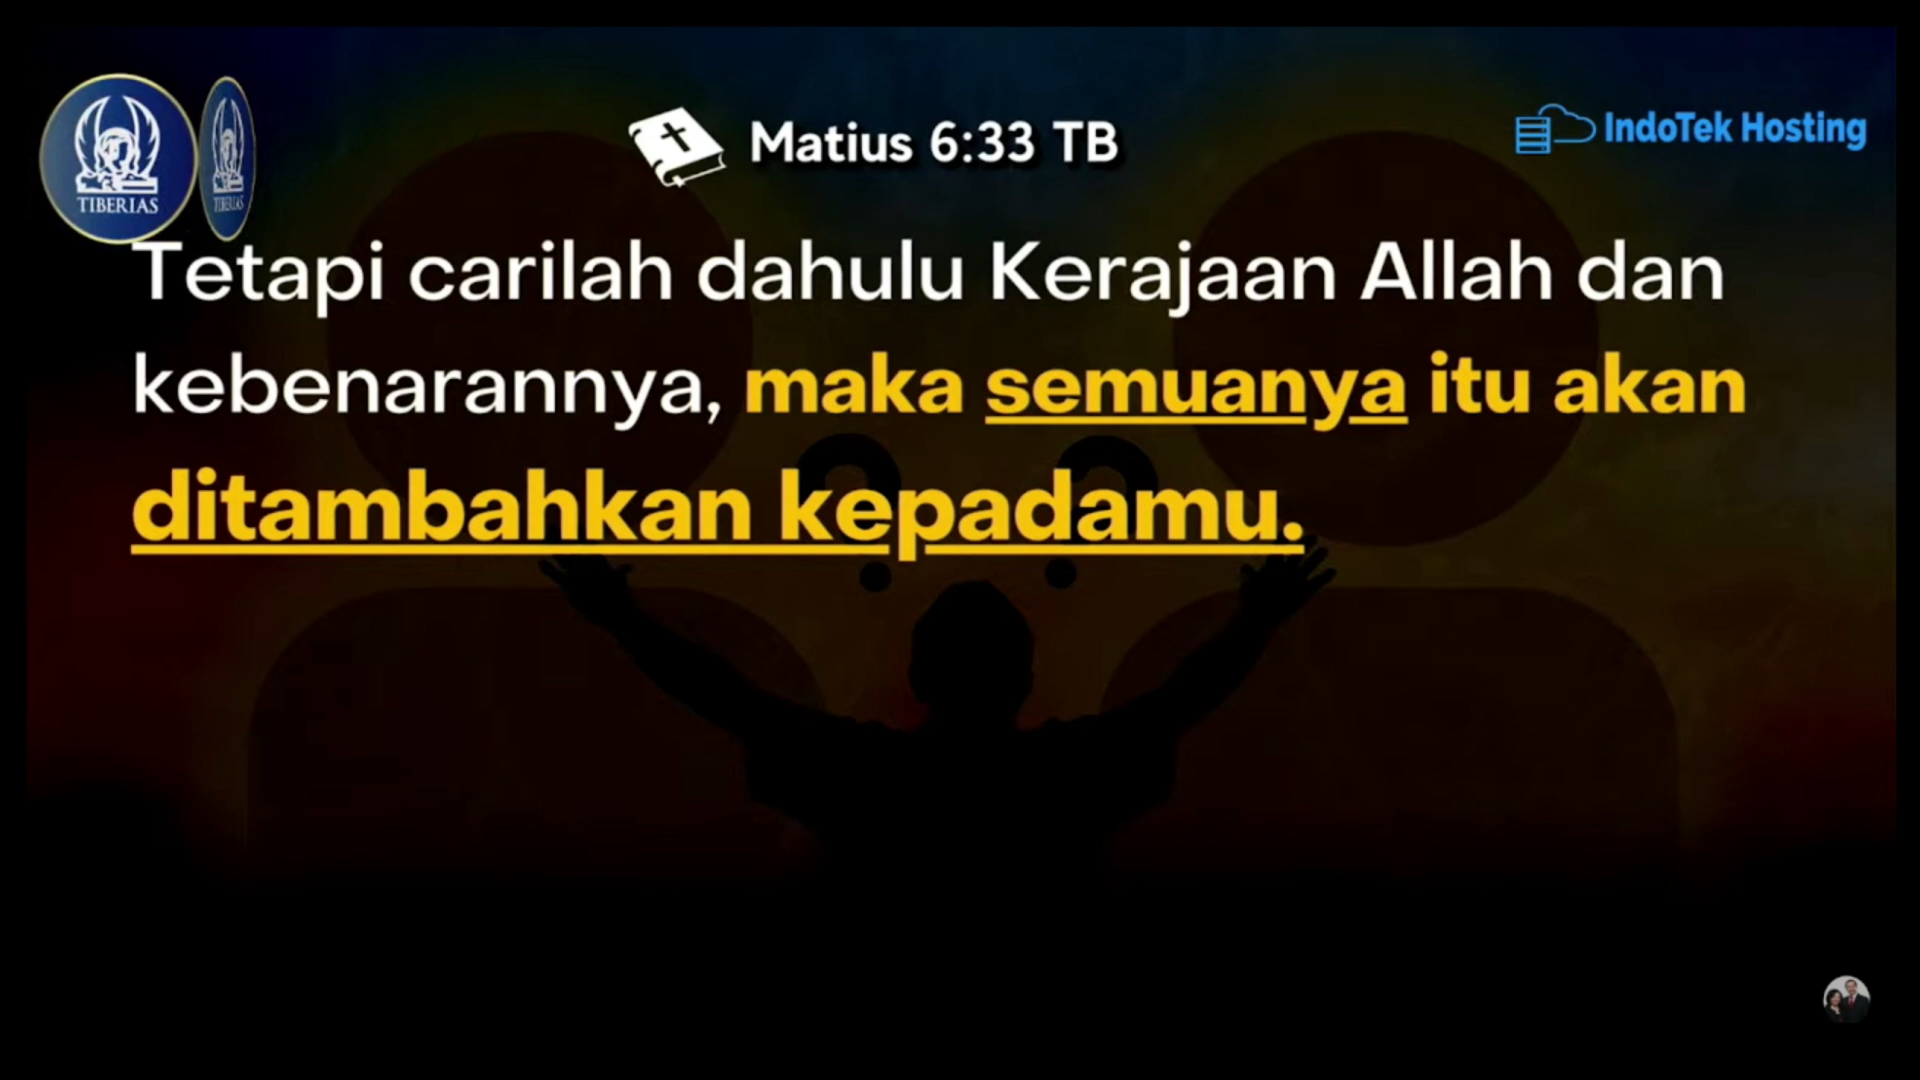 TIBERIAS
TIBERIAS
Matius 6:33 TB
IndoTek Hosting
Tetapi carilah dahulu Kerajaan Allah dan
kebenarannya, maka semuanya itu akan
ditambahkan kepadamu.